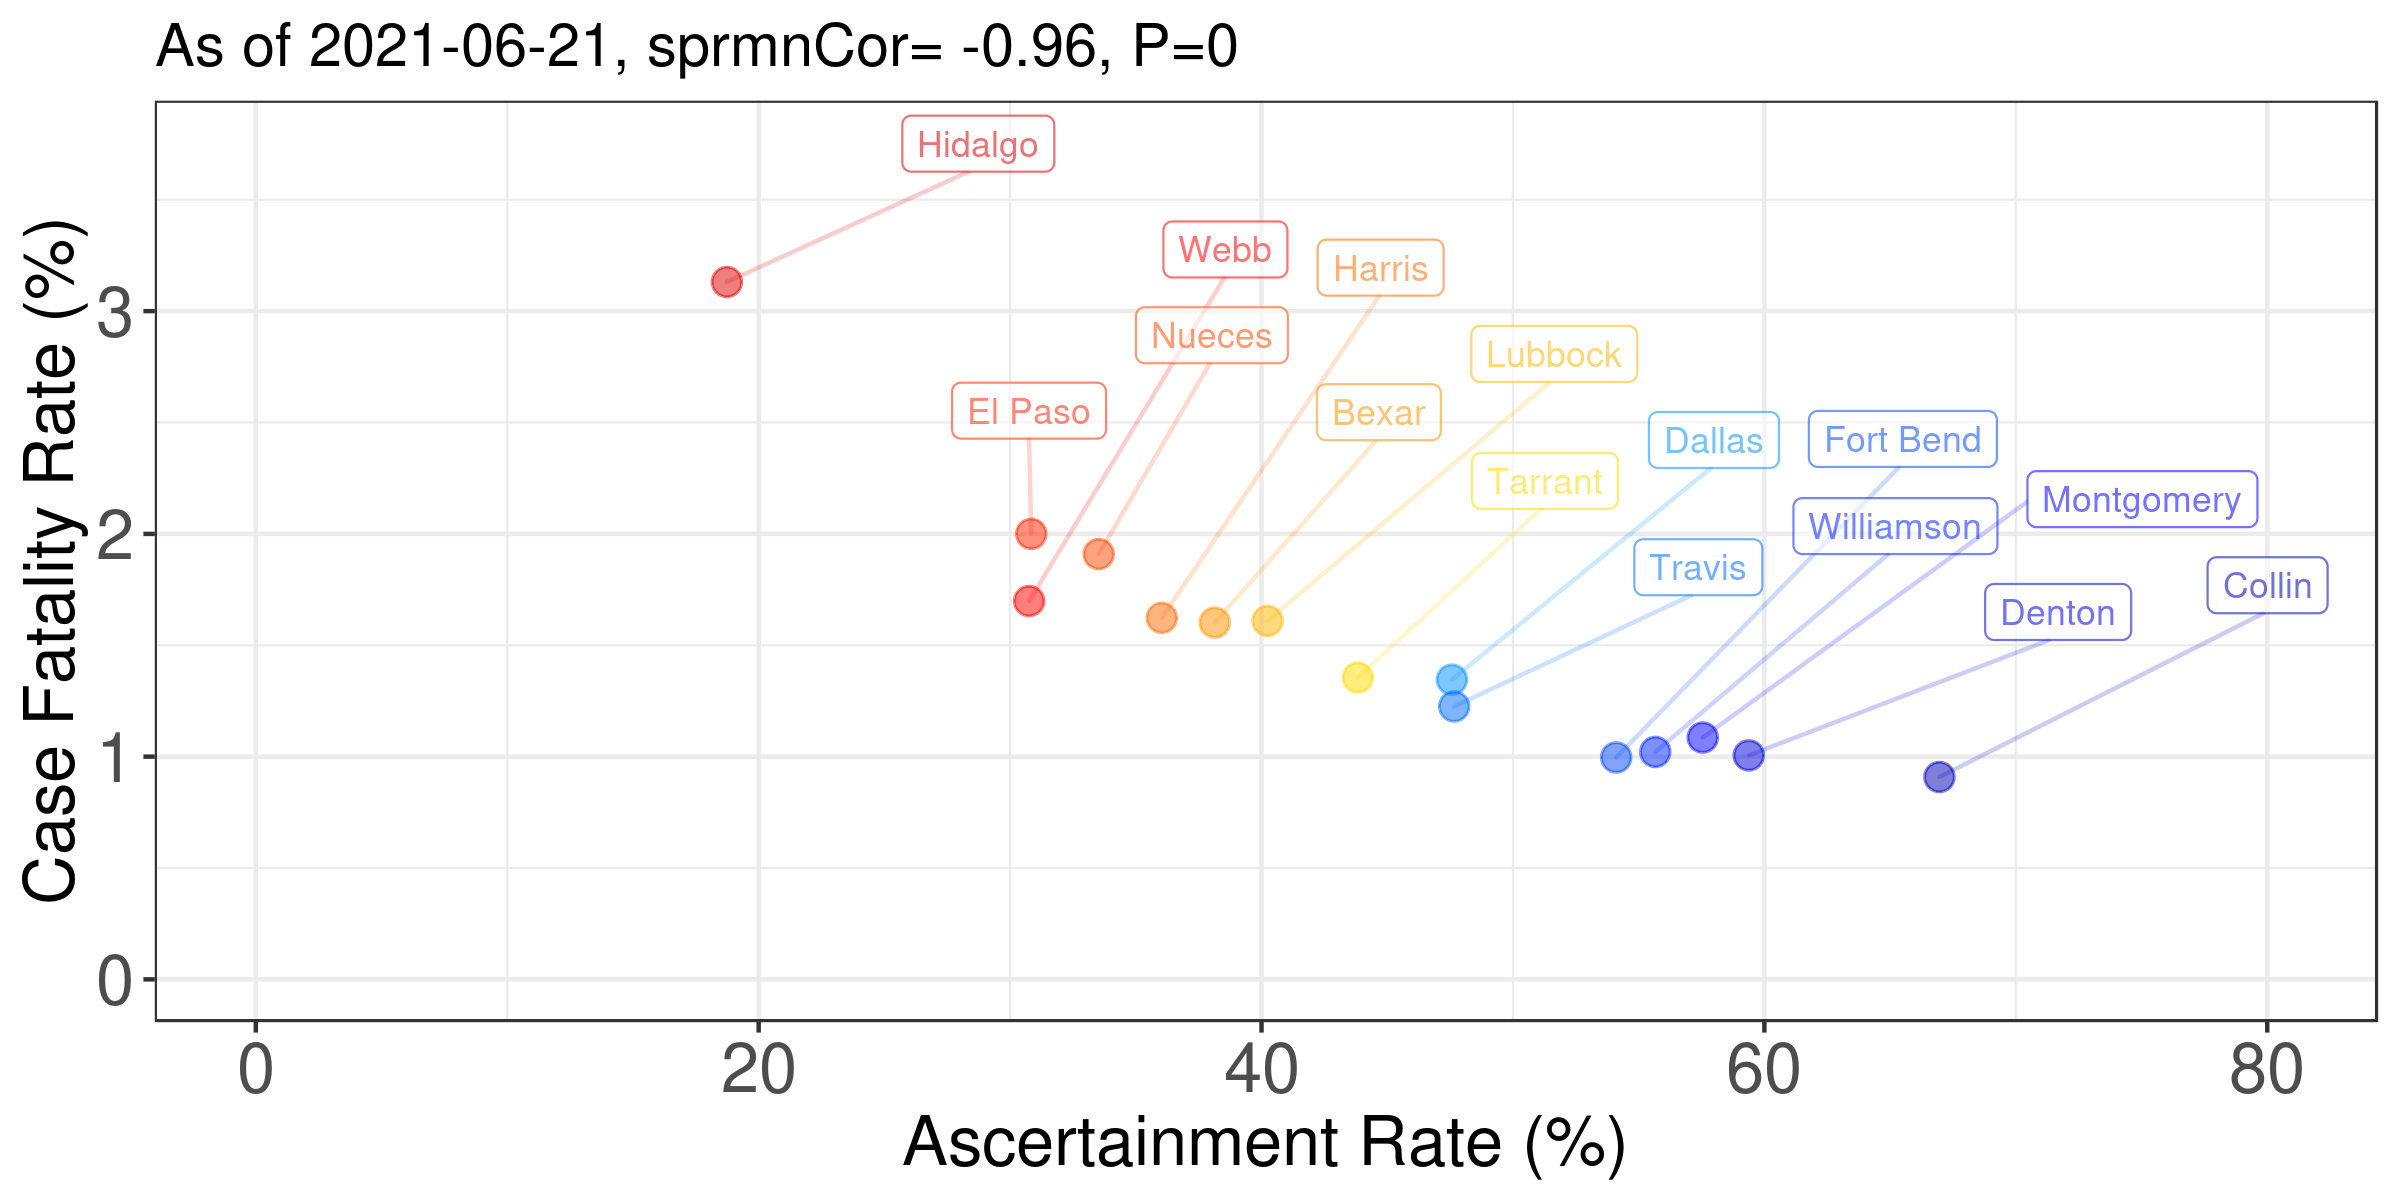 As of 2021-06-21, sprmnCor= -0.96, P=0
Hidalgo
Webb
Harris
Nueces
Lubbock
El Paso
Bexar
Dallas
Fort Bend
Tarrant
Montgomery
Williamson
Travis
Collin
Denton
Case Fatality Rate (%)
3
2
1
0
0 20 40 60 80
Ascertainment Rate (%)